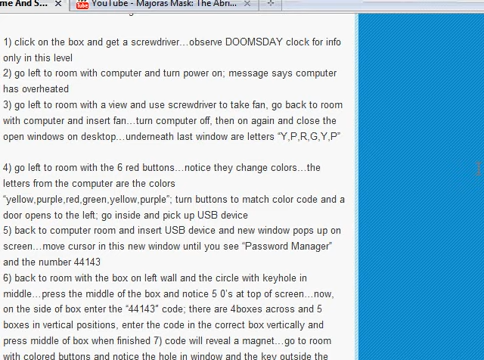 me And S...
YouTube - Majoras Mask: The Abri...
1) click on the box and get a screwdriver…observe DOOMSDAY clock for info
only in this level
2) go left to room with computer and turn power on; message says computer
has overheated
3) go left to room with a view and use screwdriver to take fan, go back to room
with computer and insert fan…turn computer off, then on again and close the
open windows on desktop…underneath last window are letters "Y,P,R,G,Y,P"
4) go left to room with the 6 red buttons…notice they change colors…the
letters from the computer are the colors
"yellow,purple,red,green,yellow,purple"; turn buttons to match color code and a
door opens to the left; go inside and pick up USB device
5) back to computer room and insert USB device and new window pops up on
screen…move cursor in this new window until you see "Password Manager"
and the number 44143
6) back to room with the box on left wall and the circle with keyhole in
middle…press the middle of the box and notice 5 0's at top of screen…now,
on the side of box enter the "44143" code; there are 4boxes across and 5
boxes in vertical positions, enter the code in the correct box vertically and
press middle of box when finished 7) code will reveal a magnet…go to room
with colored buttons and notice the hole in window and the key outside the